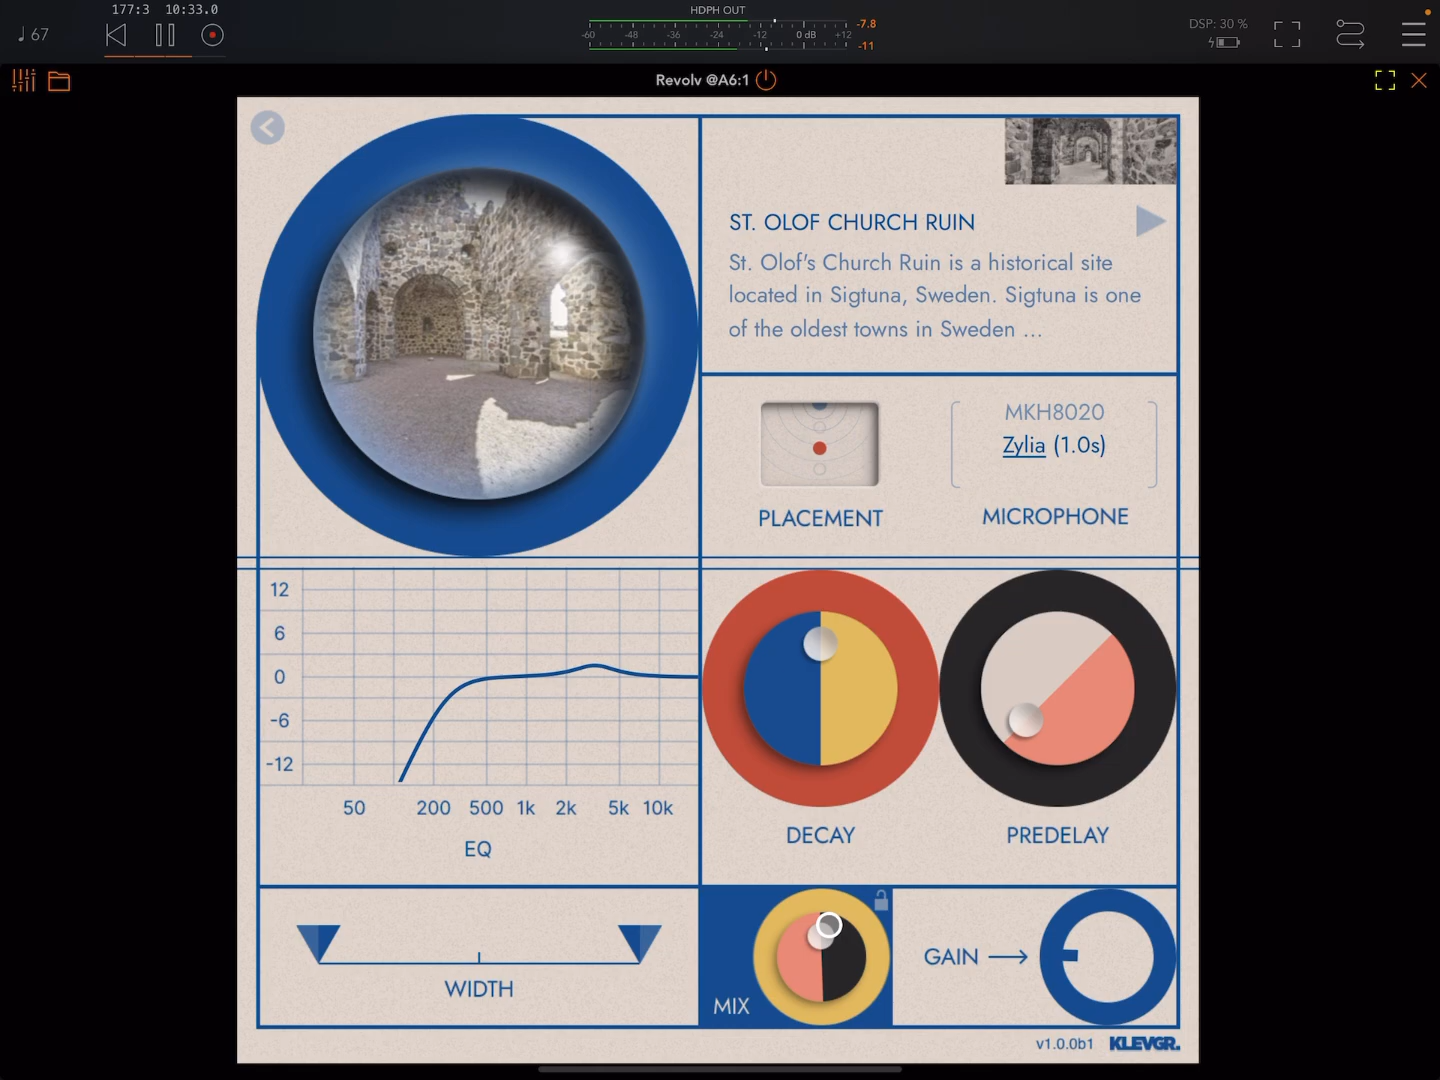 ♩67
177:3 10:33.0
HDPH OUT
-60 -48 -36 -24 -12 0 dB +12
-7.8
-11
DSP: 30 %
Revolv @A6:1
ST. OLOF CHURCH RUIN
St. Olof's Church Ruin is a historical site
located in Sigtuna, Sweden. Sigtuna is one
of the oldest towns in Sweden ...
PLACEMENT
MKH8020
Zylia (1.0s)
MICROPHONE
12
6
0
-6
-12
50 200 500 1k 2k 5k 10k
EQ
DECAY
PREDELAY
WIDTH
MIX
GAIN
v1.0.0b1 KLEVGR.